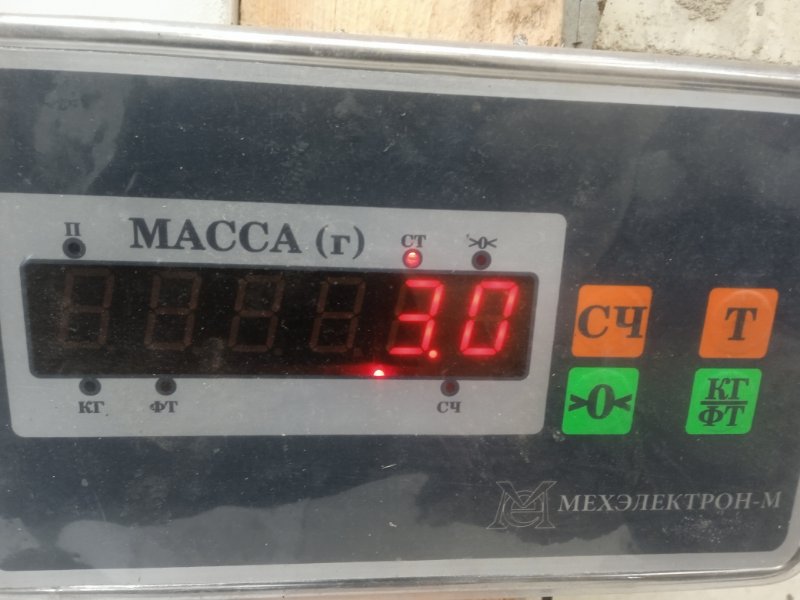 П
МАССА (г)
СТ
>0<
3.0
КГ
ФТ
СЧ
СЧ
Т
>0<
КГ
ФТ
МЕХЭЛЕКТРОН-М